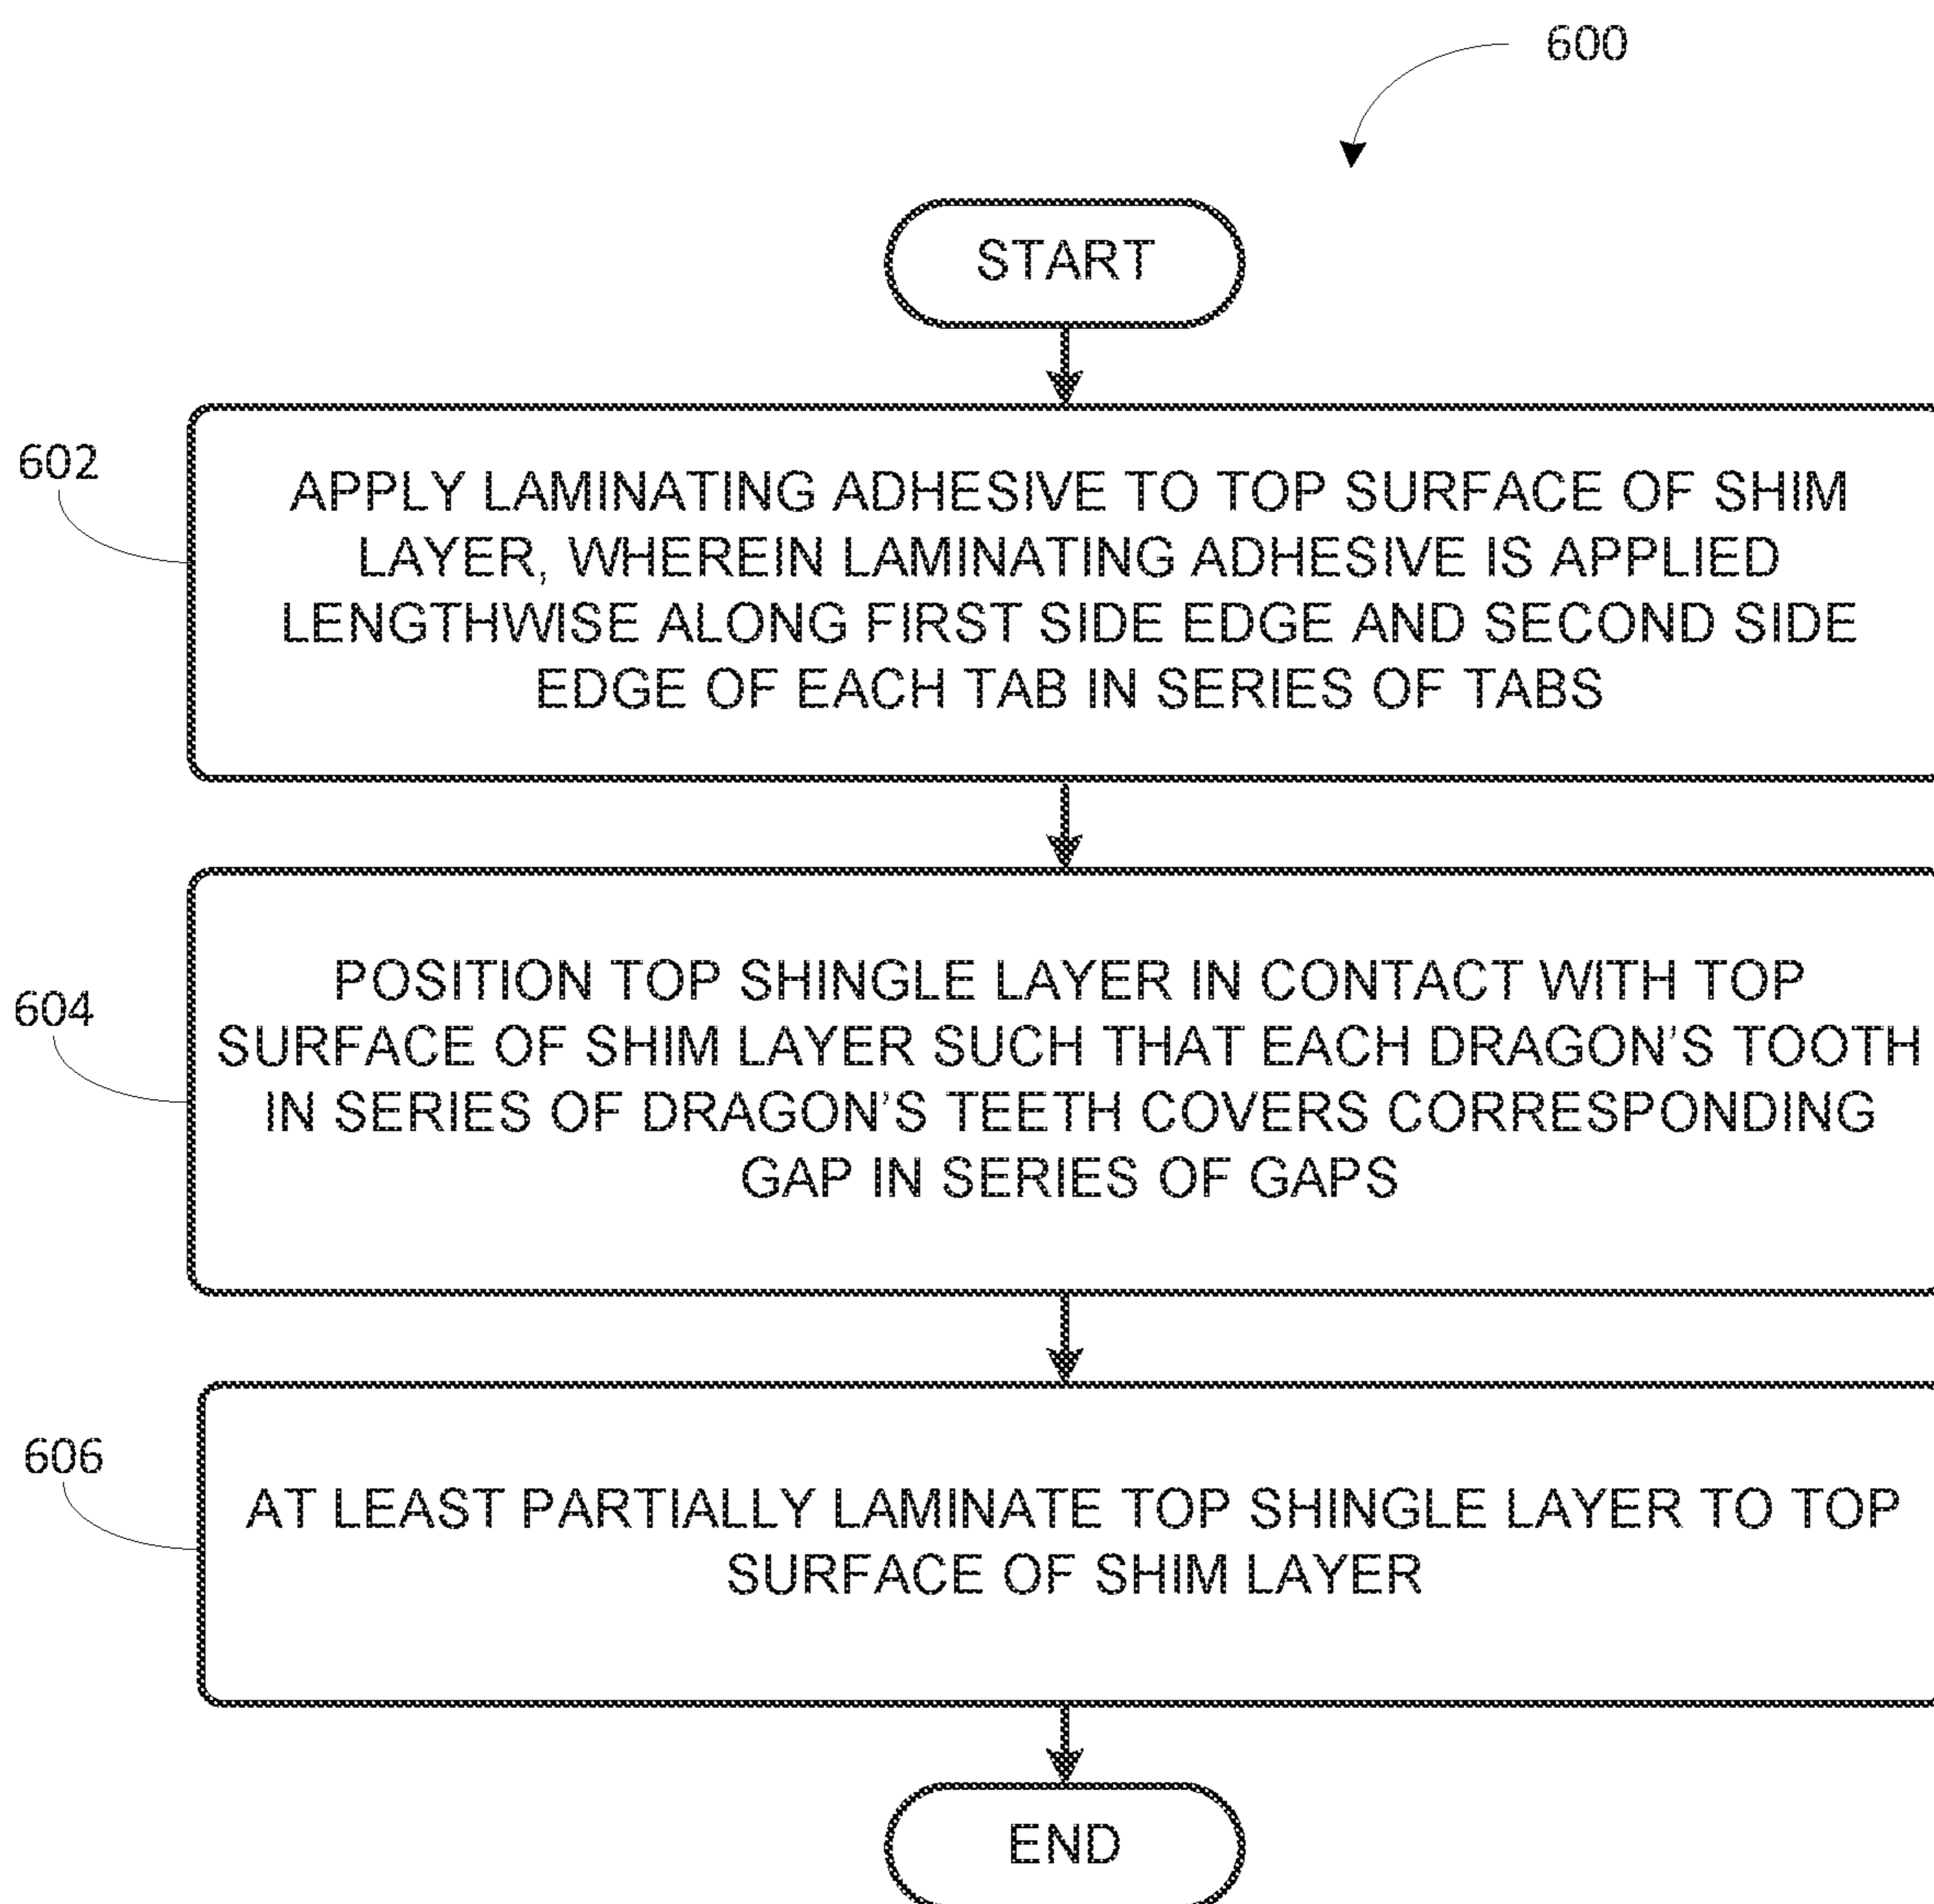 600
START
602
APPLY LAMINATING ADHESIVE TO TOP SURFACE OF SHIM
LAYER, WHEREIN LAMINATING ADHESIVE IS APPLIED
LENGTHWISE ALONG FIRST SIDE EDGE AND SECOND SIDE
EDGE OF EACH TAB IN SERIES OF TABS
604
POSITION TOP SHINGLE LAYER IN CONTACT WITH TOP
SURFACE OF SHIM LAYER SUCH THAT EACH DRAGON'S TOOTH
IN SERIES OF DRAGON'S TEETH COVERS CORRESPONDING
GAP IN SERIES OF GAPS
606
AT LEAST PARTIALLY LAMINATE TOP SHINGLE LAYER TO TOP
SURFACE OF SHIM LAYER
END